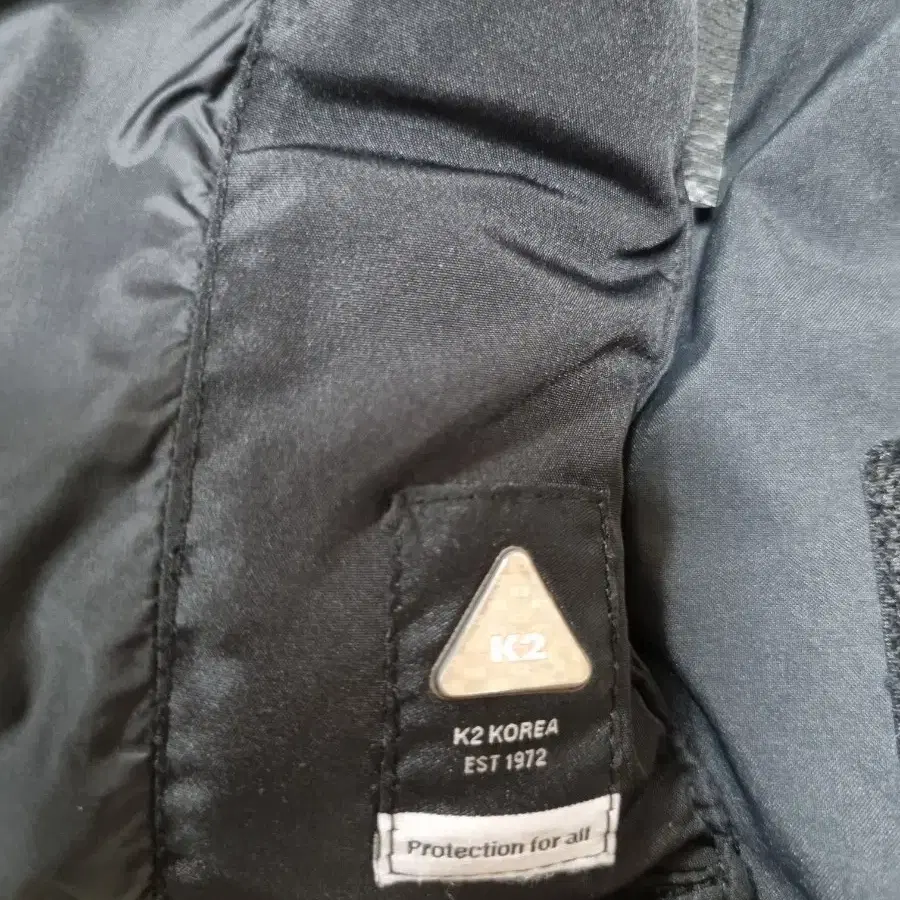 K2
K2 KOREA
EST 1972
Protection for all